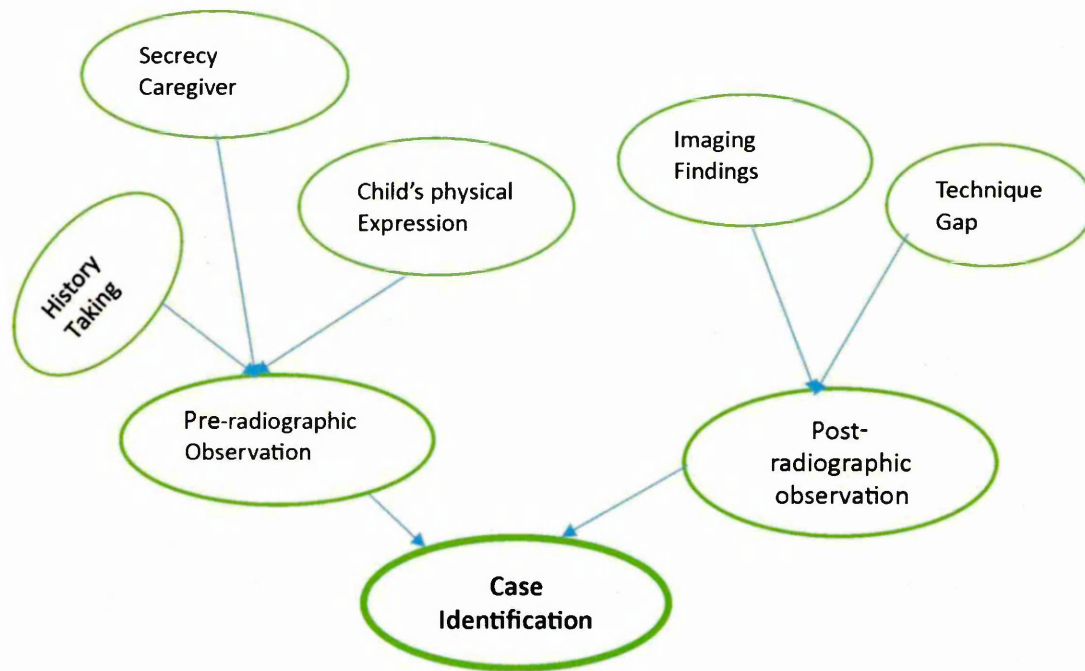 Secrecy
Caregiver
Imaging
Findings
Child's physical
Expression
Technique
Gap
History
Taking
Pre-radiographic
Observation
Post-
radiographic
observation
Case
Identification